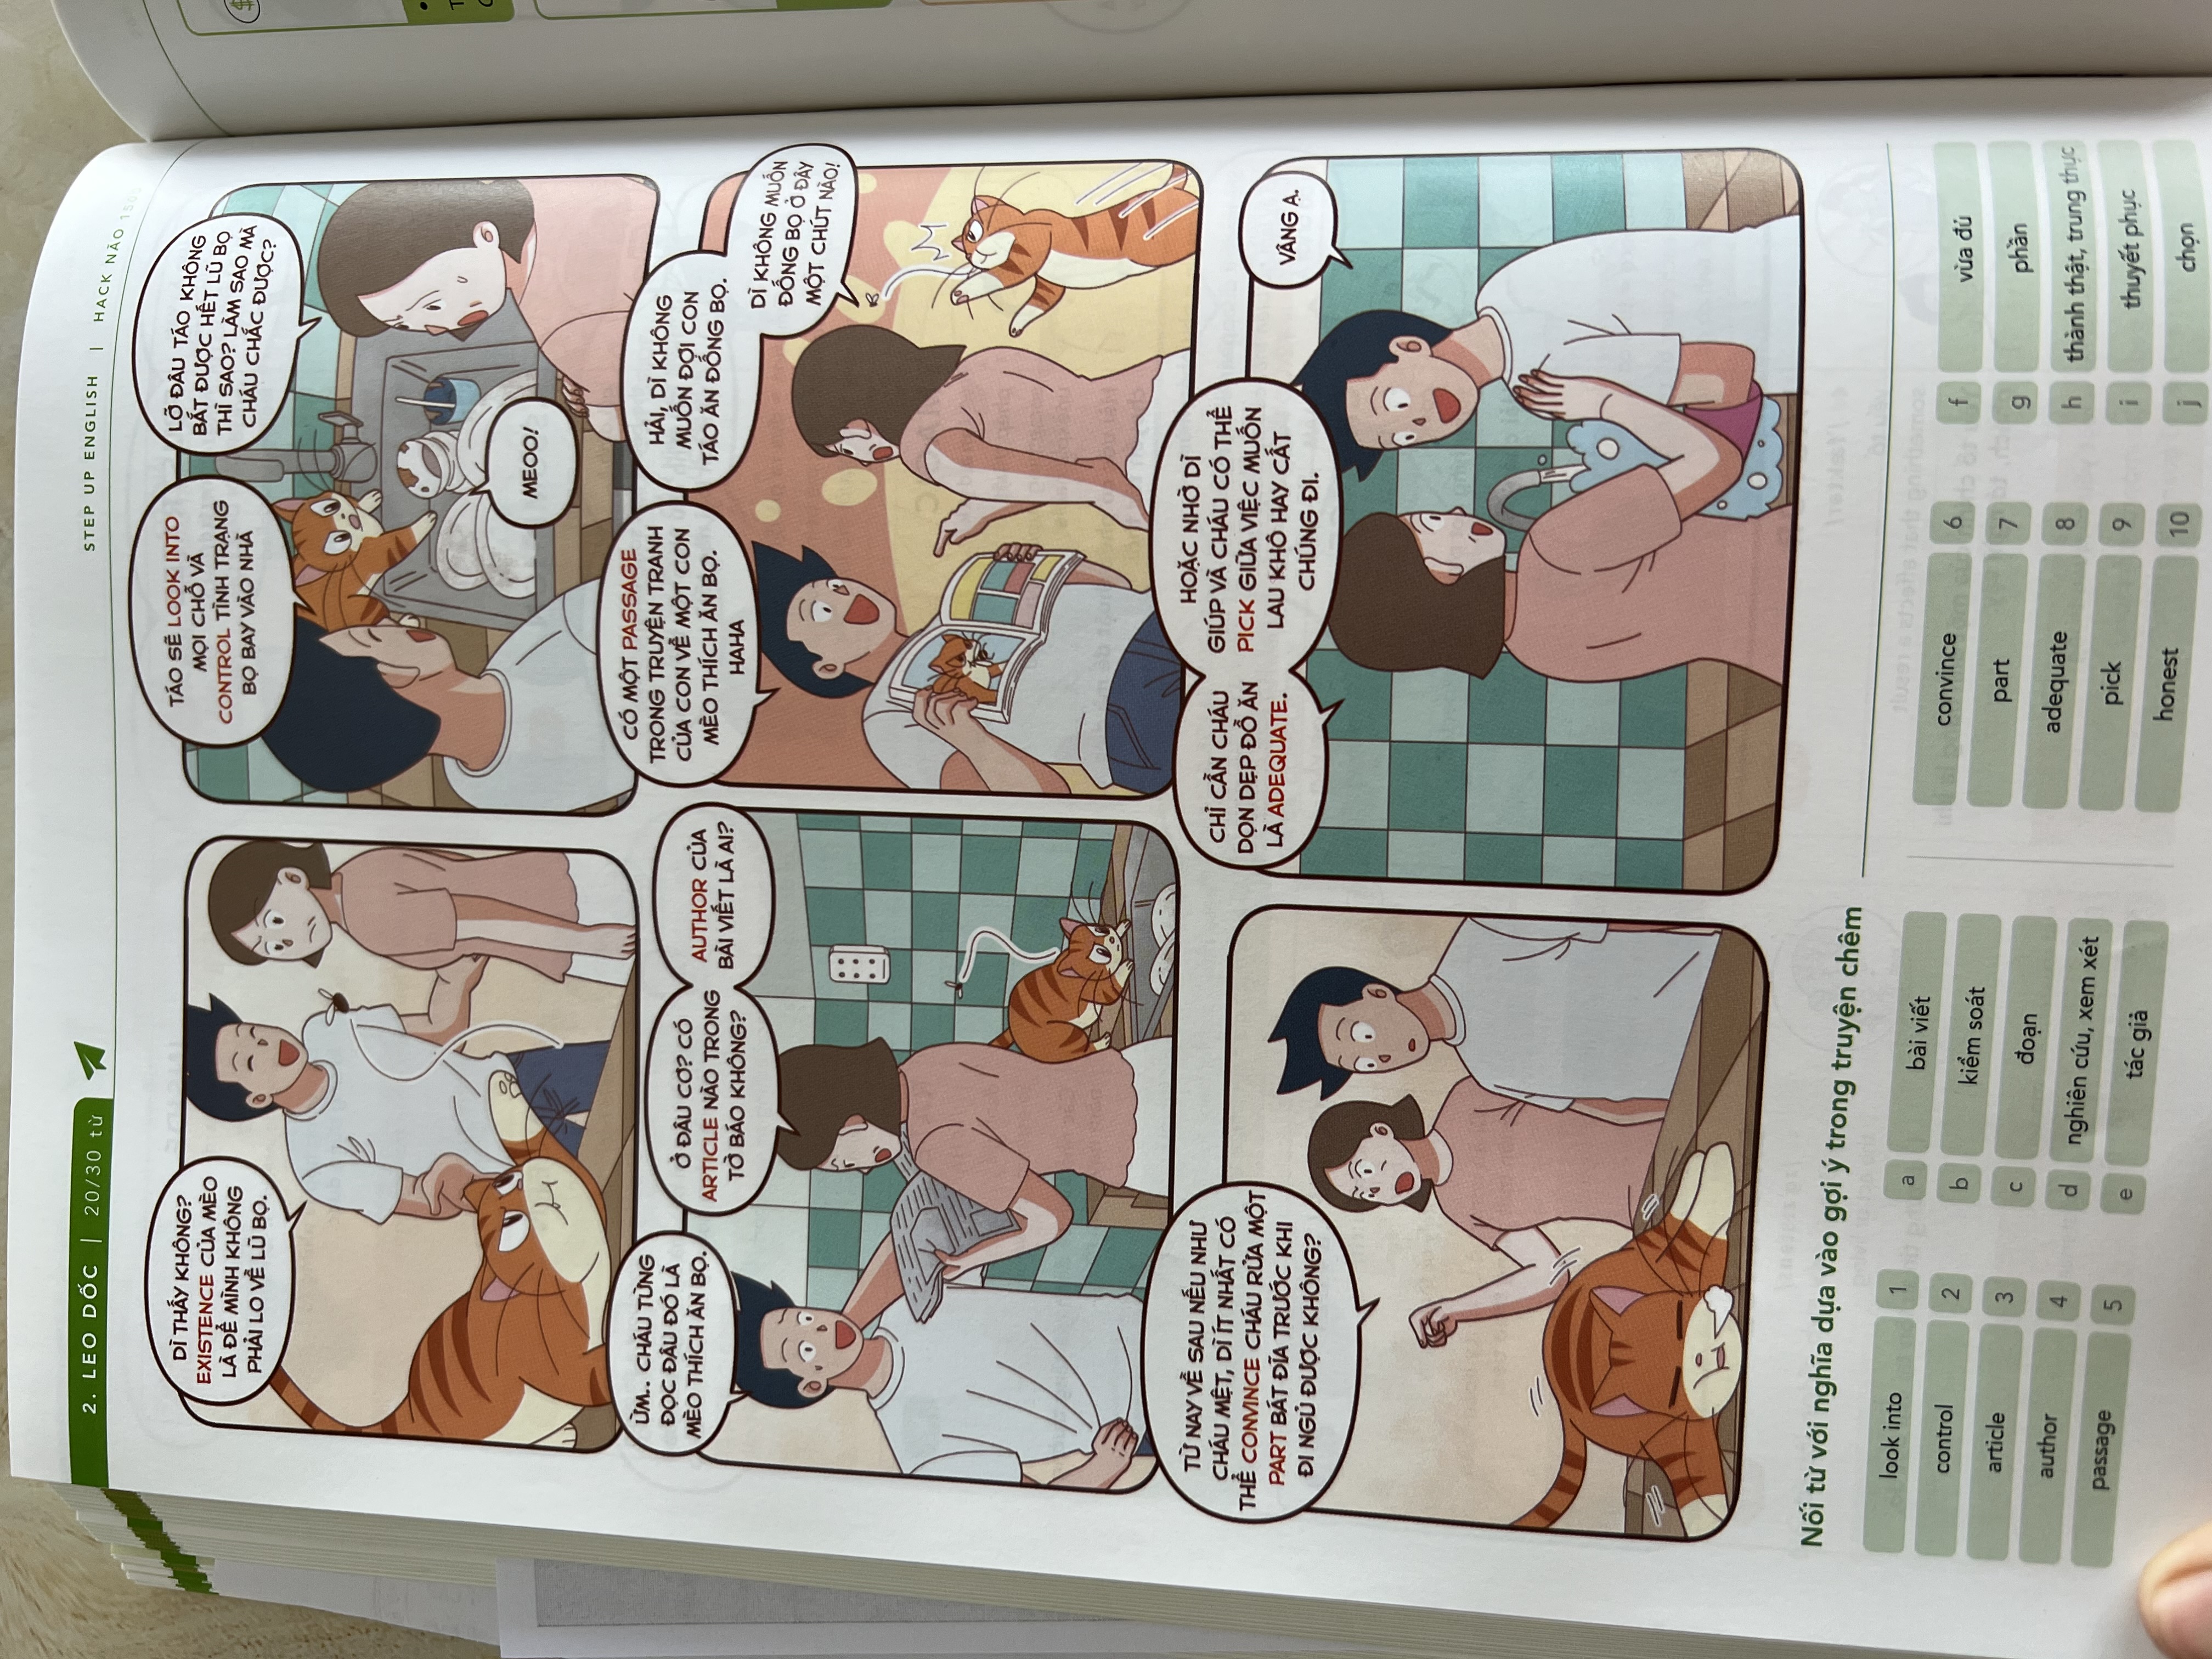 2. LEO DỐC | 20/30 từ
STEP UP ENGLISH | HACK NÃO
DÌ THẤY KHÔNG?
EXISTENCE CỦA MÈO
LÀ ĐỂ MÌNH KHÔNG
PHẢI LO VỀ LŨ BỌ.
TÁO SẼ LOOK INTO
MỌI CHỖ VÀ
CONTROL TÌNH TRẠNG
BỌ BAY VÀO NHÀ
LỠ ĐÂU TÁO KHÔNG
BẮT ĐƯỢC HẾT LŨ BỌ
THÌ SAO? LÀM SAO MÀ
CHÁU CHẮC ĐƯỢC?
MEOO!
ỪM.. CHÁU TỪNG
ĐỌC ĐÂU ĐÓ LÀ
MÈO THÍCH ĂN BỌ.
Ở ĐÂU CƠ? CÓ
ARTICLE NÀO TRONG
TỜ BÁO KHÔNG?
AUTHOR CỦA
BÀI VIẾT LÀ AI?
CÓ MỘT PASSAGE
TRONG TRUYỆN TRANH
CỦA CON VỀ MỘT CON
MÈO THÍCH ĂN BỌ.
HAHA
HẢI, DÌ KHÔNG
MUỐN ĐỢI CON
TÁO ĂN ĐỐNG BỌ.
DÌ KHÔNG MUỐN
ĐỐNG BỌ Ở ĐÂY
MỘT CHÚT NÀO!
TỪ NAY VỀ SAU NẾU NHƯ
CHÁU MỆT, DÌ ÍT NHẤT CÓ
THỂ CONVINCE CHÁU RỬA MỘT
PART BÁT ĐĨA TRƯỚC KHI
ĐI NGỦ ĐƯỢC KHÔNG?
CHỈ CẦN CHÁU
DỌN DẸP ĐỒ ĂN
LÀ ADEQUATE.
HOẶC NHỜ DÌ
GIÚP VÀ CHÁU CÓ THỂ
PICK GIỮA VIỆC MUỐN
LAU KHÔ HAY CẤT
CHÚNG ĐI.
VÂNG Ạ.
Nối từ với nghĩa dựa vào gợi ý trong truyện chêm
look into 1
control 2
article 3
author 4
passage 5
a bài viết
b kiểm soát
c đoạn
d nghiên cứu, xem xét
e tác giả
convince 6
part 7
adequate 8
pick 9
honest 10
f vừa đủ
g phần
h thành thật, trung thực
i thuyết phục
j chọn